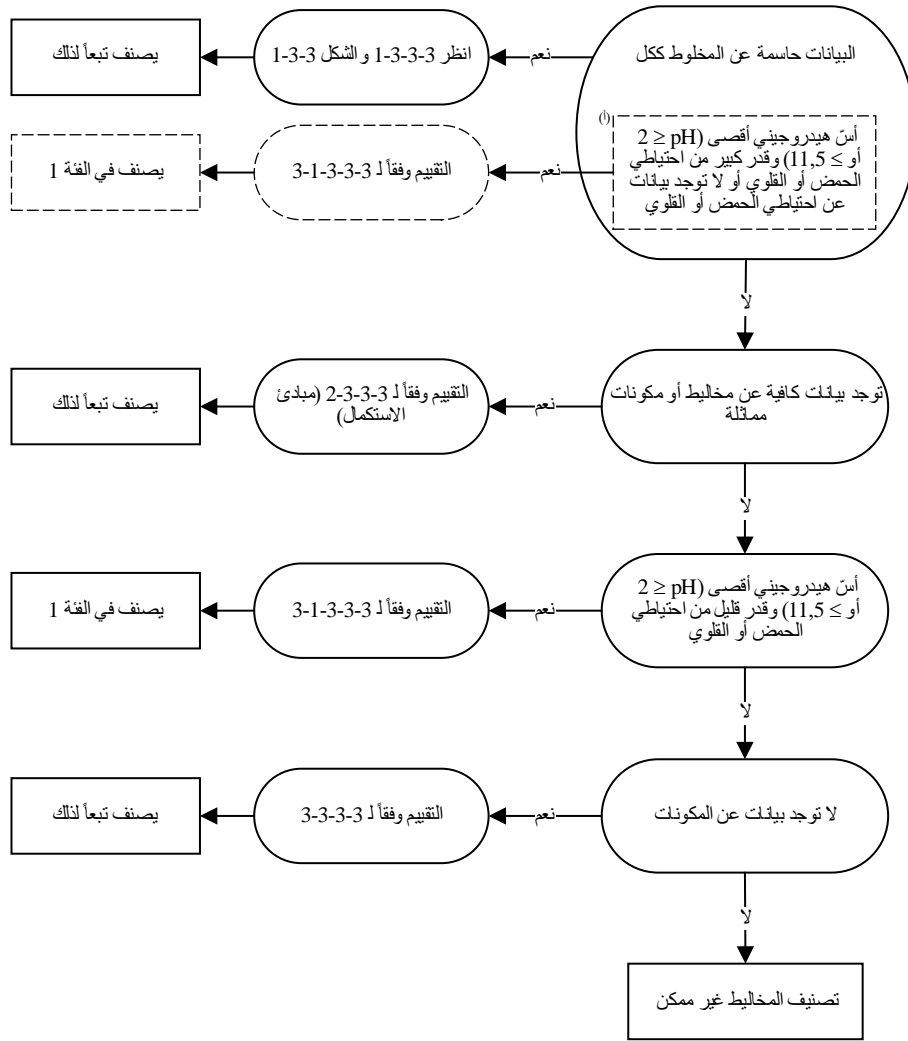 البيانات حاسمة عن المخلوط ككل
نعم
انظر 3-3-3-1 و الشكل 3-3-1
يصنف تبعاً لذلك
(أ)
أسّ هيدروجيني أقصى (pH ≤ 2
أو ≥ 11,5) وقدر كبير من احتياطي
الحمض أو القلوي أو لا توجد بيانات
عن احتياطي الحمض أو القلوي
نعم
التقييم وفقاً لـ 3-3-3-1-3
يصنف في الفئة 1
لا
توجد بيانات كافية عن مخاليط أو مكونات
مماثلة
نعم
التقييم وفقاً لـ 3-3-3-2 (مبادئ
الاستكمال)
يصنف تبعاً لذلك
لا
أسّ هيدروجيني أقصى (pH ≤ 2
أو ≥ 11,5) وقدر قليل من احتياطي
الحمض أو القلوي
نعم
التقييم وفقاً لـ 3-3-3-1-3
يصنف في الفئة 1
لا
لا توجد بيانات عن المكونات
نعم
التقييم وفقاً لـ 3-3-3-3
يصنف تبعاً لذلك
لا
تصنيف المخاليط غير ممكن